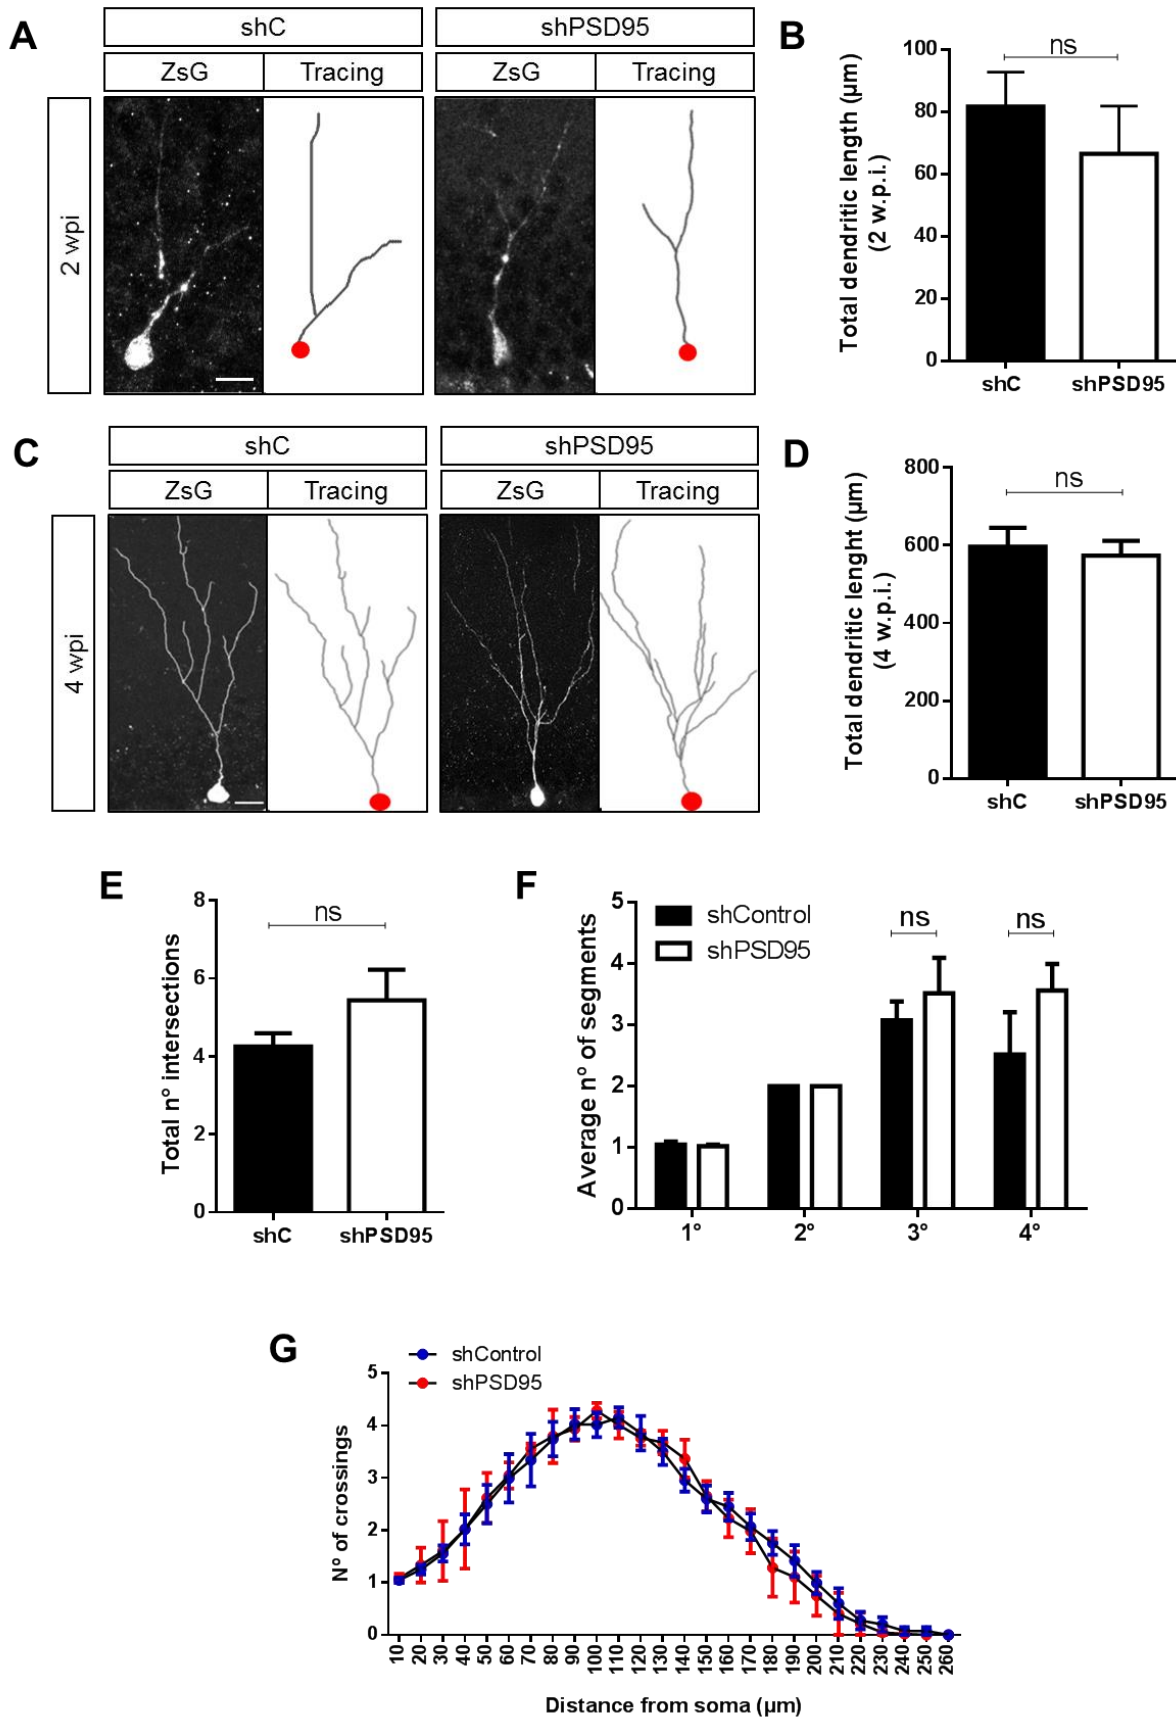 A
shC
shPSD95
ZsG
Tracing
ZsG
Tracing
2 wpi
B
Total dendritic length (µm)
(2 w.p.i.)
100
80
60
40
20
0
ns
shC
shPSD95
C
shC
shPSD95
ZsG
Tracing
ZsG
Tracing
4 wpi
D
Total dendritic lenght (µm)
(4 w.p.i.)
800
600
400
200
0
ns
shC
shPSD95
E
Total n° intersections
8
6
4
2
0
ns
shC
shPSD95
F
Average n° of segments
5
4
3
2
1
0
shControl
shPSD95
ns
ns
1°
2°
3°
4°
G
shControl
shPSD95
N° of crossings
5
4
3
2
1
0
10
20
30
40
50
60
70
80
90
100
110
120
130
140
150
160
170
180
190
200
210
220
230
240
250
260
Distance from soma (µm)